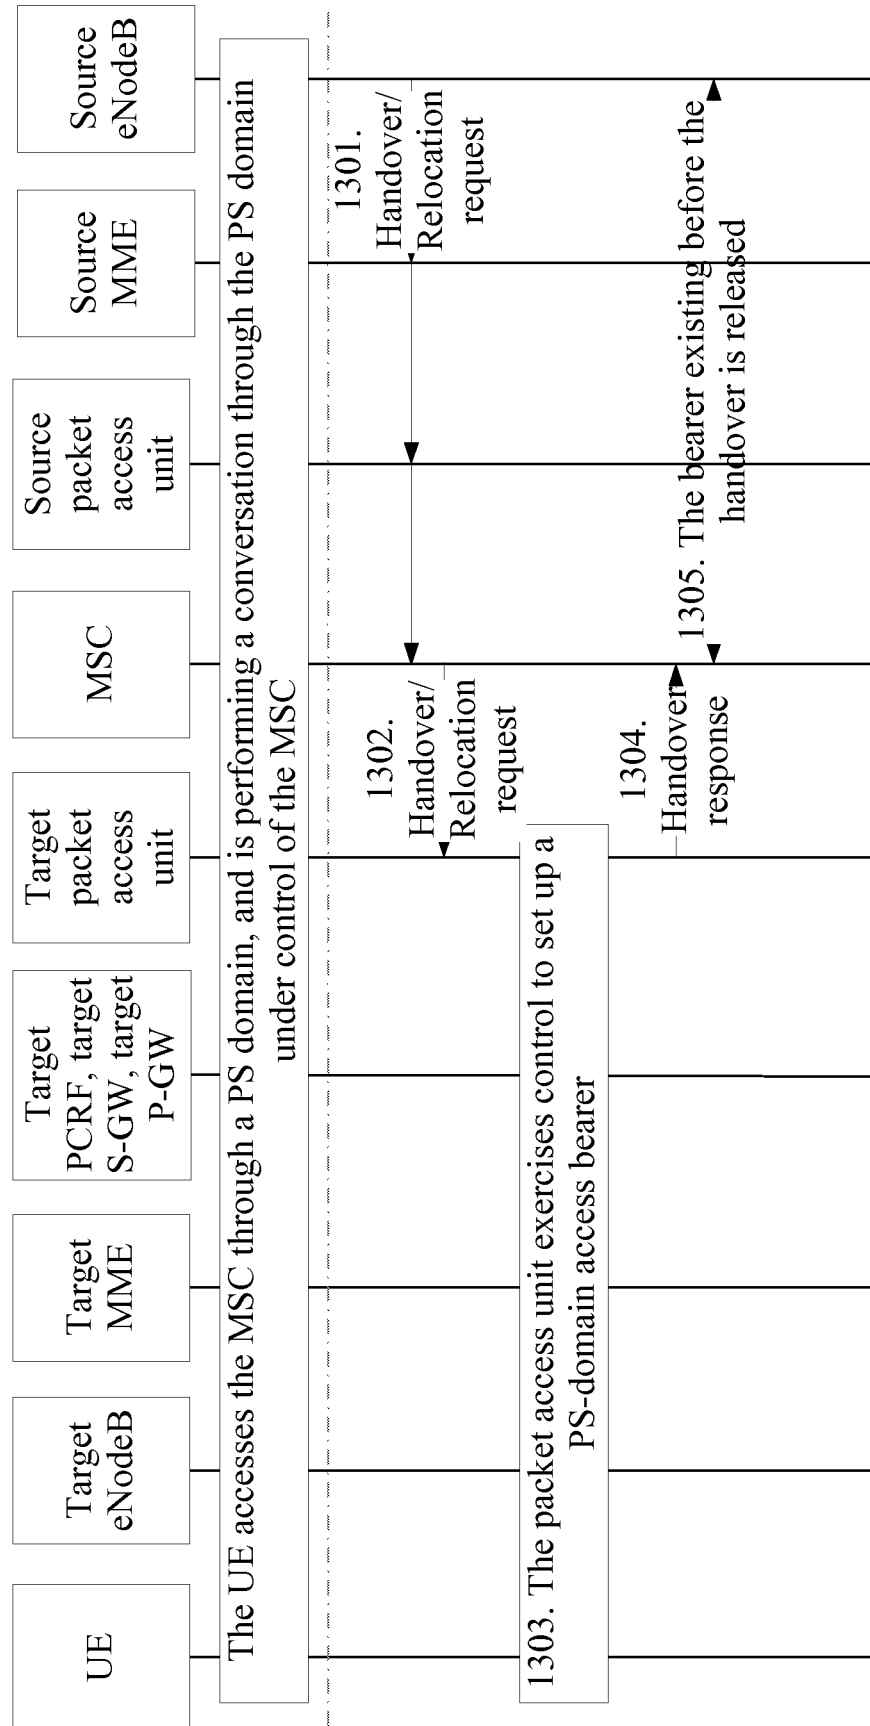 UE
Target
eNodeB
Target
MME
Target
PCRF, target
S-GW, target
P-GW
Target
packet
access
unit
MSC
Source
packet
access
unit
Source
MME
Source
eNodeB
The UE accesses the MSC through a PS domain, and is performing a conversation through the PS domain
under control of the MSC
1301.
Handover/
Relocation
request
1302.
Handover/
Relocation
request
1303. The packet access unit exercises control to set up a
PS-domain access bearer
1304.
Handover
response
1305. The bearer existing before the
handover is released